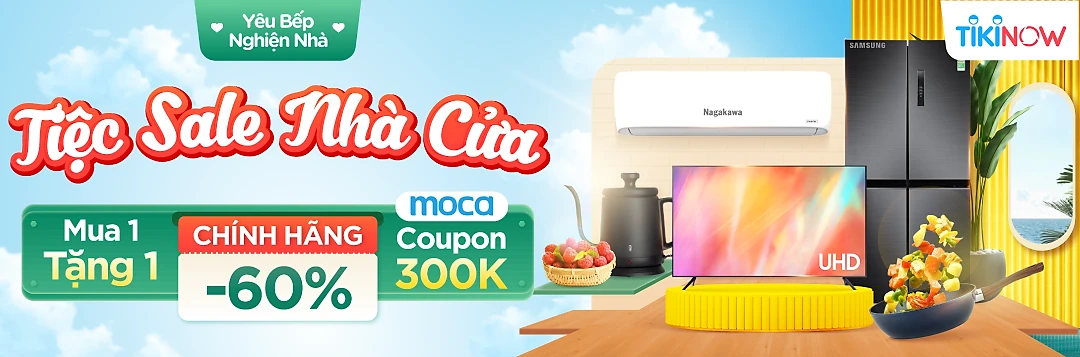 Yêu Bếp
Nghiện Nhà
Tiệc Sale Nhà Cửa
Mua 1
Tặng 1
CHÍNH HÃNG
-60%
moca
Coupon
300K
Nagakawa
UHD
SAMSUNG
TIKINOW